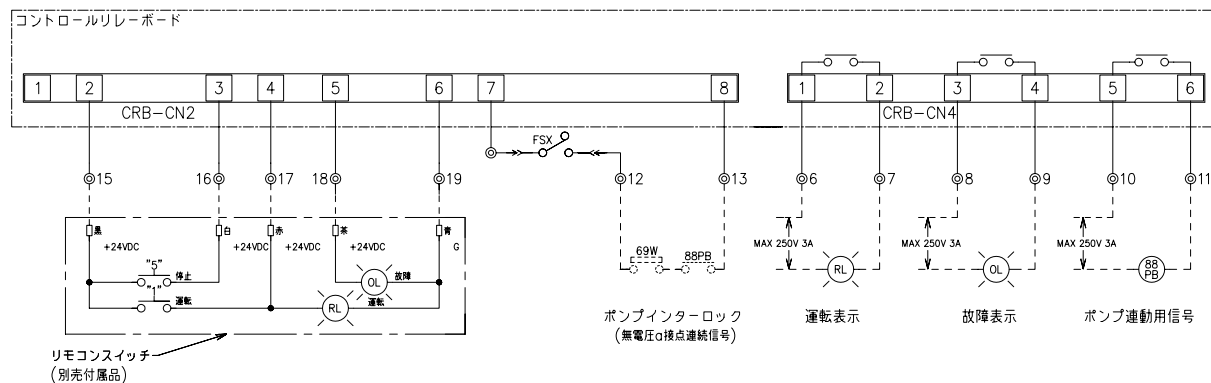 コントロールリレーボード
1 2 3 4 5 6 7 8
1 2 3 4 5 6
CRB-CN2
CRB-CN4
FSX
15 16 17 18 19
12 13
6 7 8 9 10 11
黒 白 赤 茶 青
+24VDC +24VDC +24VDC G
MAX 250V 3A
MAX 250V 3A
MAX 250V 3A
69W 88PB
"5" 停止
OL 故障
"1" 運転
RL 運転
RL
OL
88
PB
ポンプインターロック
(無電圧a接点連続信号)
運転表示
故障表示
ポンプ連動用信号
リモコンスイッチ
(別売付属品)